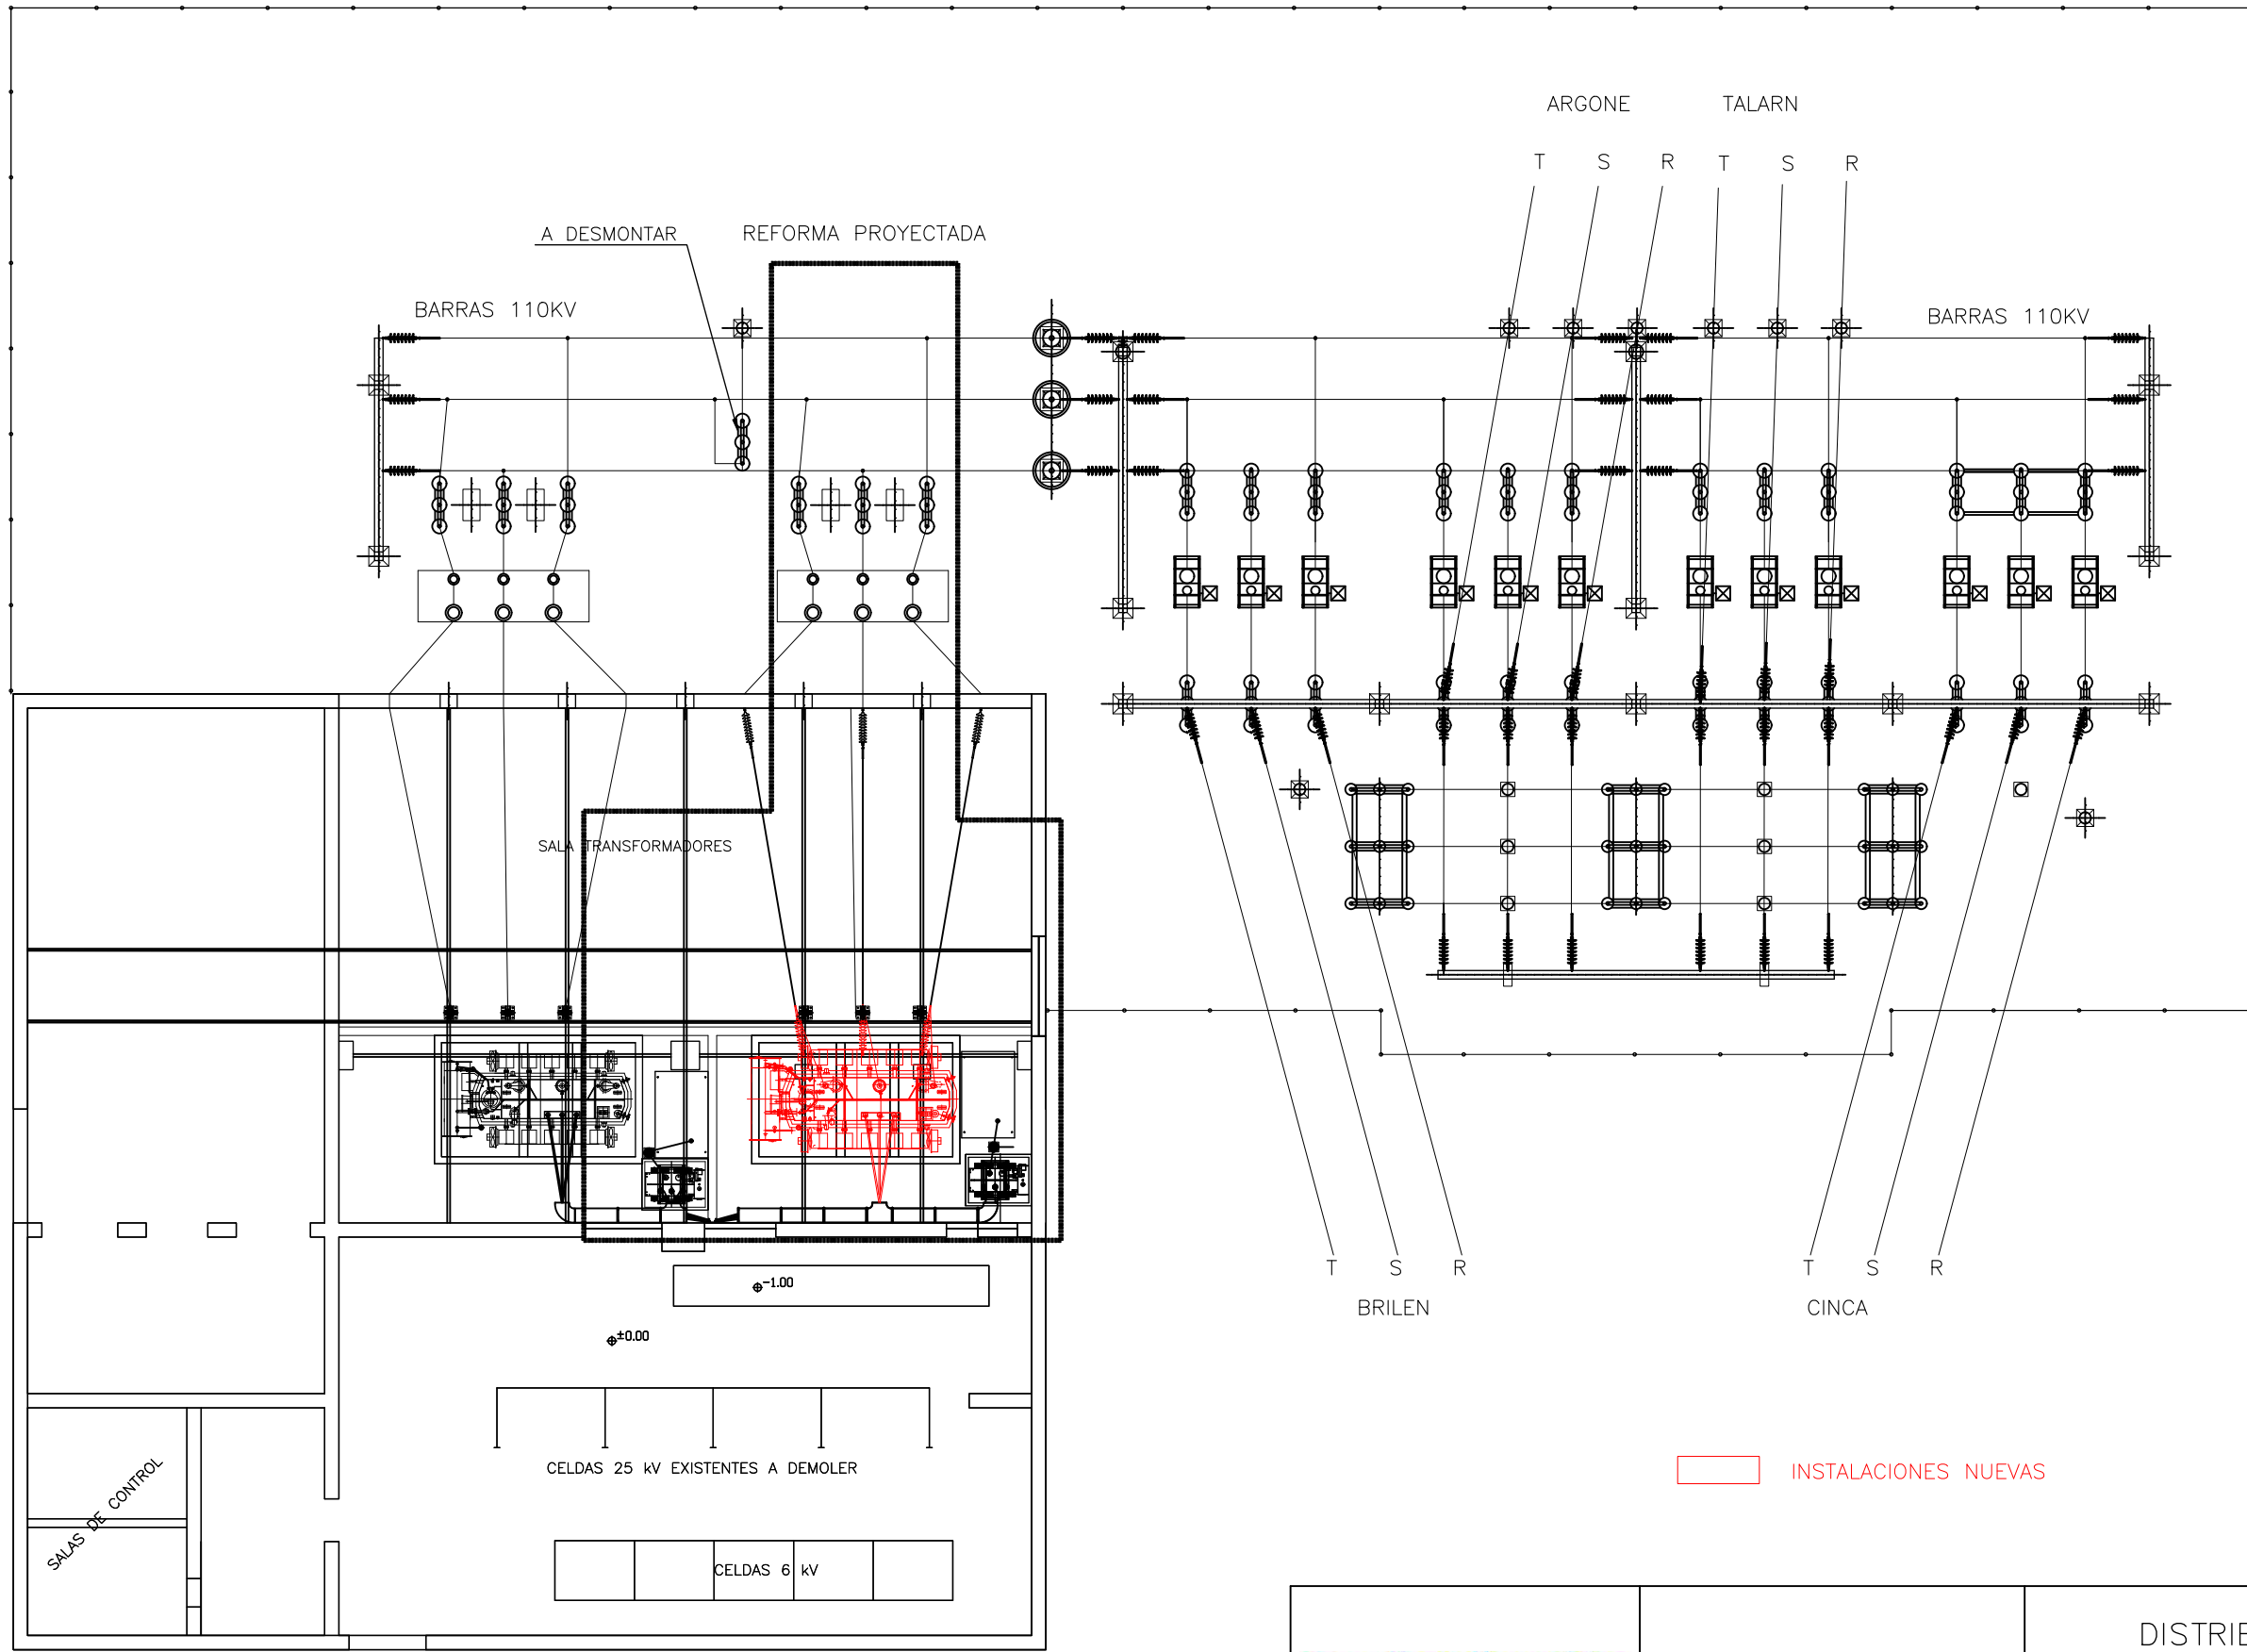 ARGONE TALARN
T S R T S R
A DESMONTAR REFORMA PROYECTADA
BARRAS 110KV BARRAS 110KV
SALA TRANSFORMADORES
T S R T S R
-1.00
BRILEN CINCA
±0.00
CELDAS 25 kV EXISTENTES A DEMOLER
INSTALACIONES NUEVAS
SALAS DE CONTROL
CELDAS 6 kV